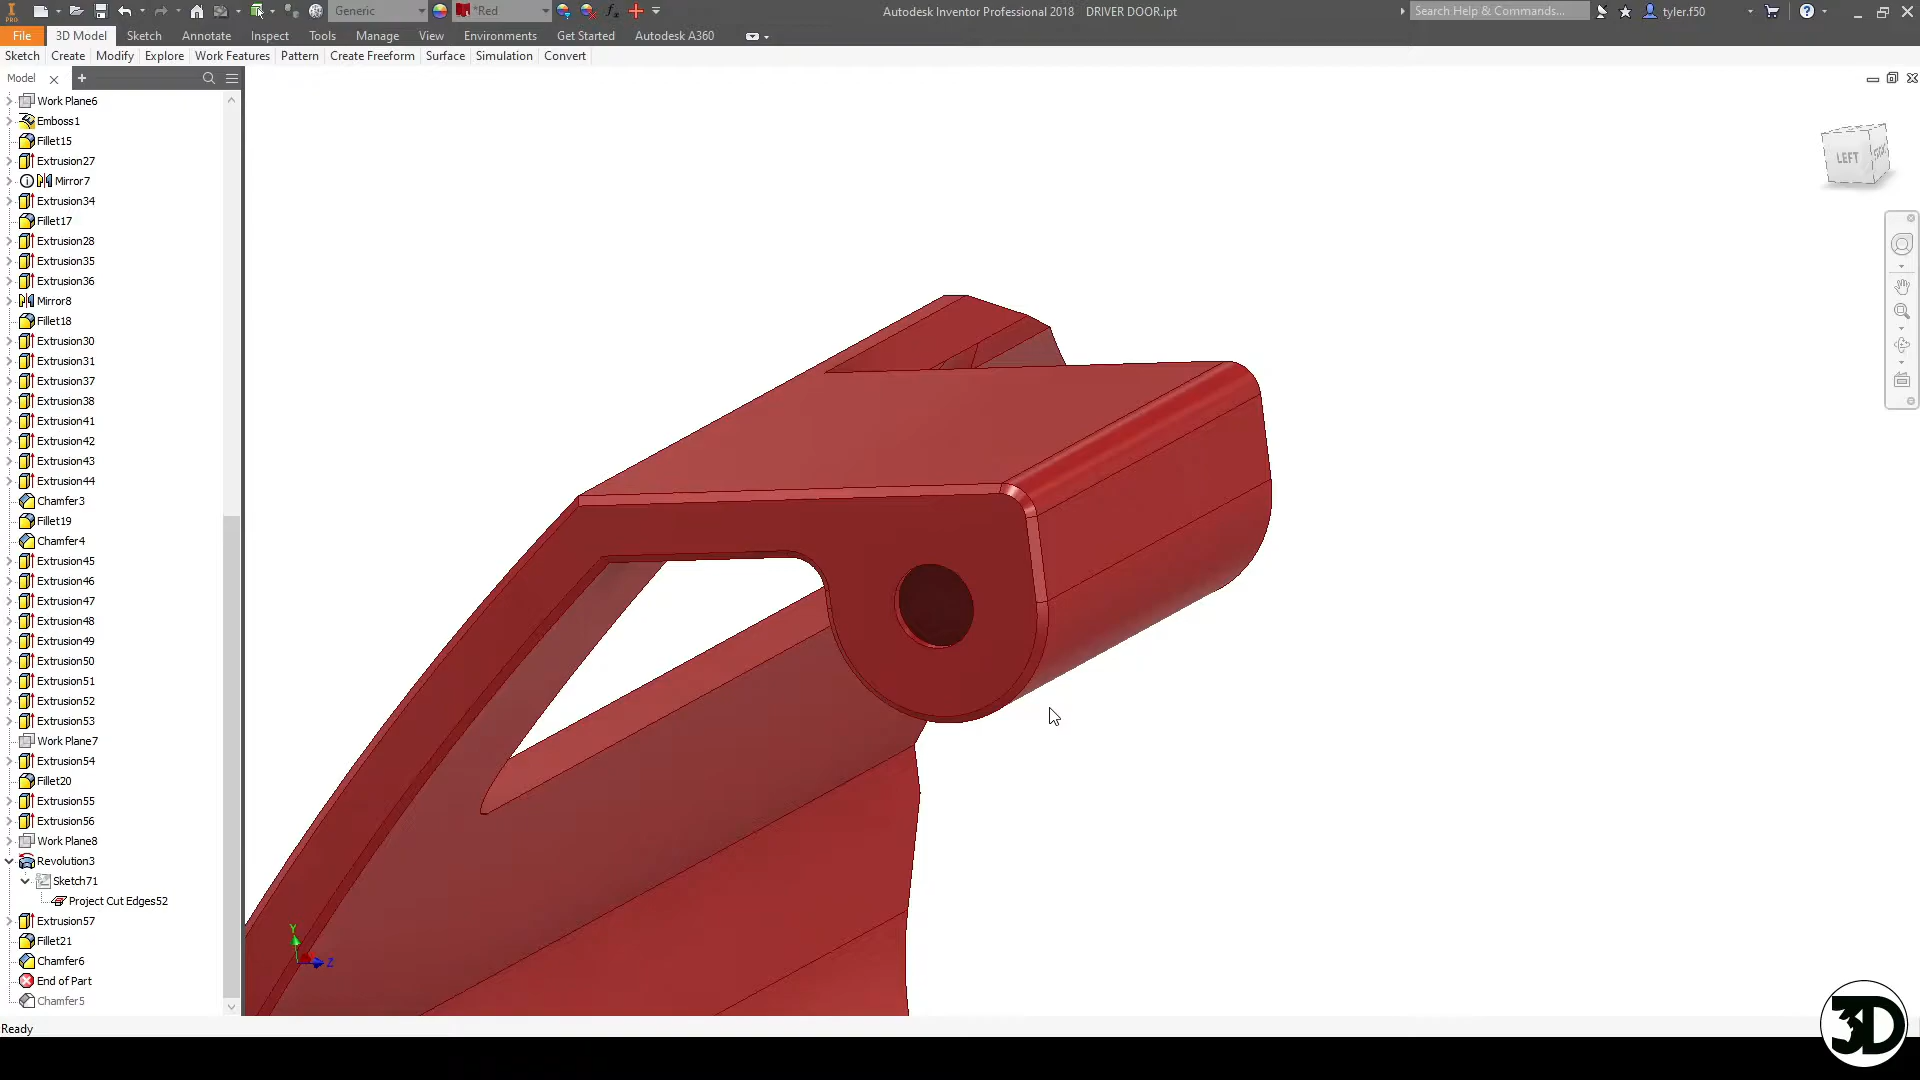 PRO
Generic
*Red
Autodesk Inventor Professional 2018 DRIVER DOOR.ipt
Search Help & Commands...
tyler.f50
File
3D Model
Sketch
Annotate
Inspect
Tools
Manage
View
Environments
Get Started
Autodesk A360
Sketch
Create
Modify
Explore
Work Features
Pattern
Create Freeform
Surface
Simulation
Convert
Model
Work Plane6
Emboss1
Fillet15
Extrusion27
Mirror7
Extrusion34
Fillet17
Extrusion28
Extrusion35
Extrusion36
Mirror8
Fillet18
Extrusion30
Extrusion31
Extrusion37
Extrusion38
Extrusion41
Extrusion42
Extrusion43
Extrusion44
Chamfer3
Fillet19
Chamfer4
Extrusion45
Extrusion46
Extrusion47
Extrusion48
Extrusion49
Extrusion50
Extrusion51
Extrusion52
Extrusion53
Work Plane7
Extrusion54
Fillet20
Extrusion55
Extrusion56
Work Plane8
Revolution3
Sketch71
Project Cut Edges52
Extrusion57
Fillet21
Chamfer6
End of Part
Chamfer5
LEFT
Y
Z
Ready
3D